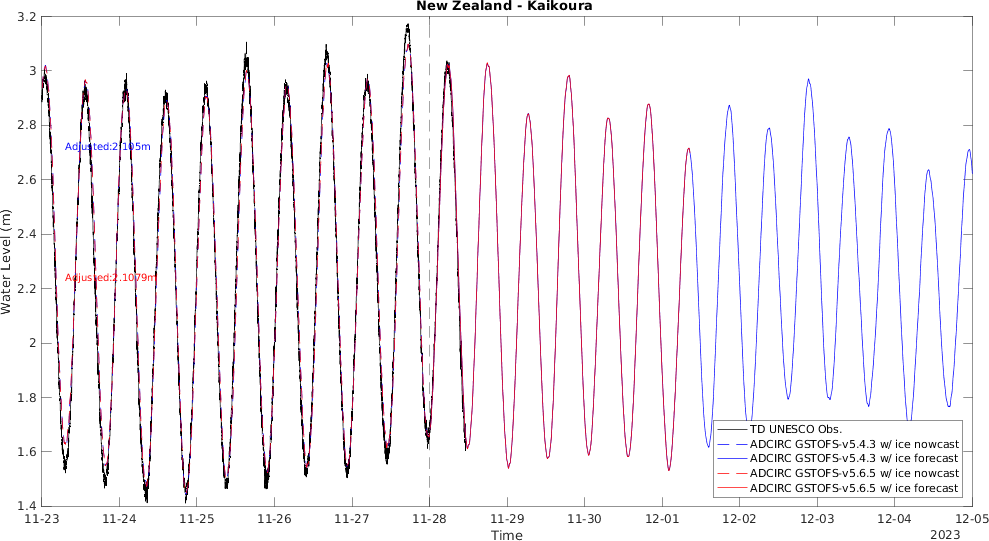 New Zealand - Kaikoura
3.2
3
2.8
2.6
2.4
2.2
2
1.8
1.6
1.4
Water Level (m)
Adjusted:2.105m
Adjusted:2.1079m
TD UNESCO Obs.
ADCIRC GSTOFS-v5.4.3 w/ ice nowcast
ADCIRC GSTOFS-v5.4.3 w/ ice forecast
ADCIRC GSTOFS-v5.6.5 w/ ice nowcast
ADCIRC GSTOFS-v5.6.5 w/ ice forecast
11-23 11-24 11-25 11-26 11-27 11-28 11-29 11-30 12-01 12-02 12-03 12-04 12-05
Time
2023